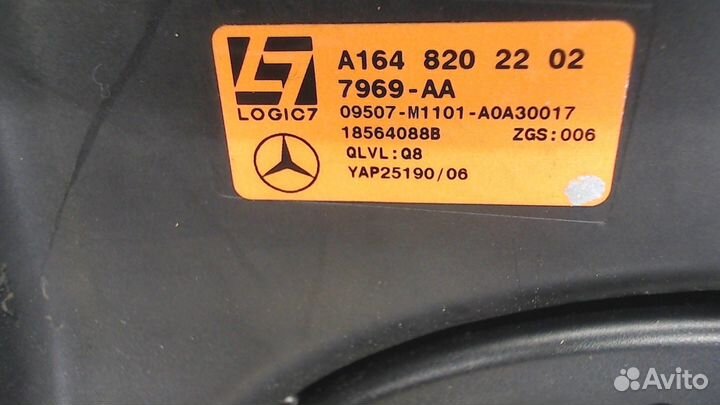 LOGIC7
A164 820 22 02
7969-AA
09507-M1101-A0A30017
18564088B ZGS:006
QLVL:Q8
YAP25190/06
Avito